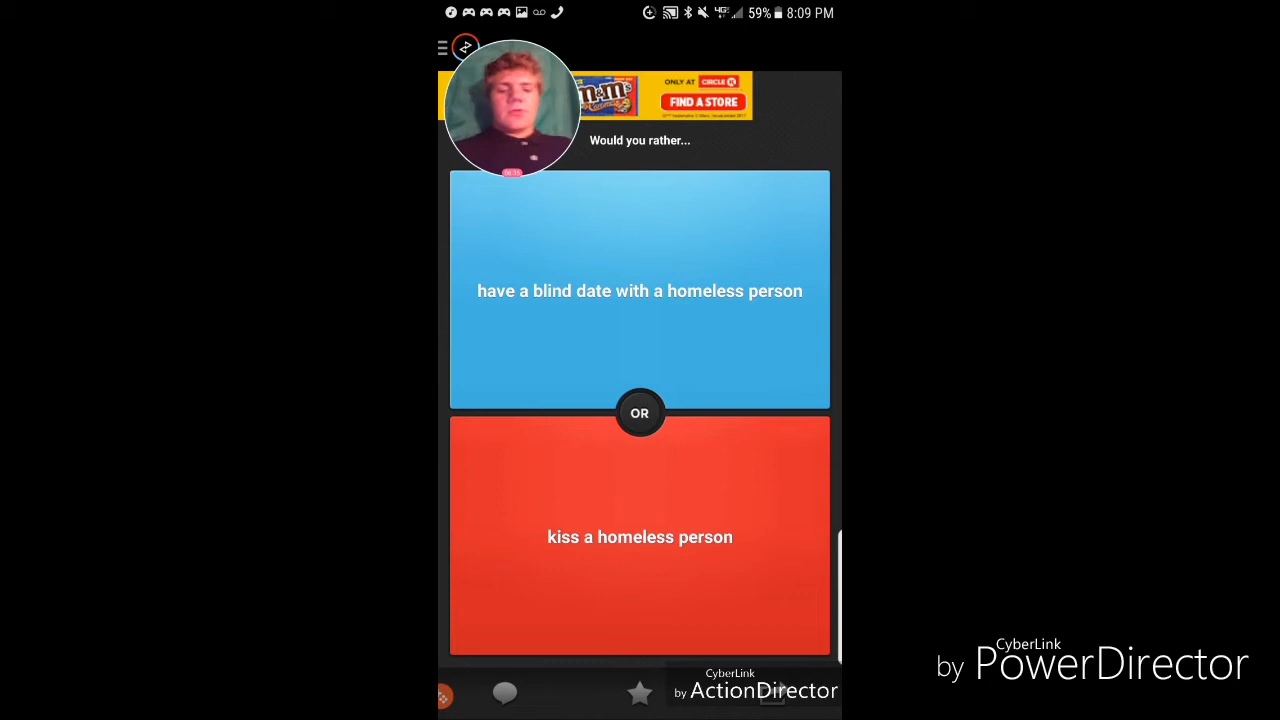 59% 8:09 PM
m&m's
ONLY AT CIRCLE K
FIND A STORE
Would you rather...
have a blind date with a homeless person
OR
kiss a homeless person
CyberLink
by ActionDirector
CyberLink
by PowerDirector